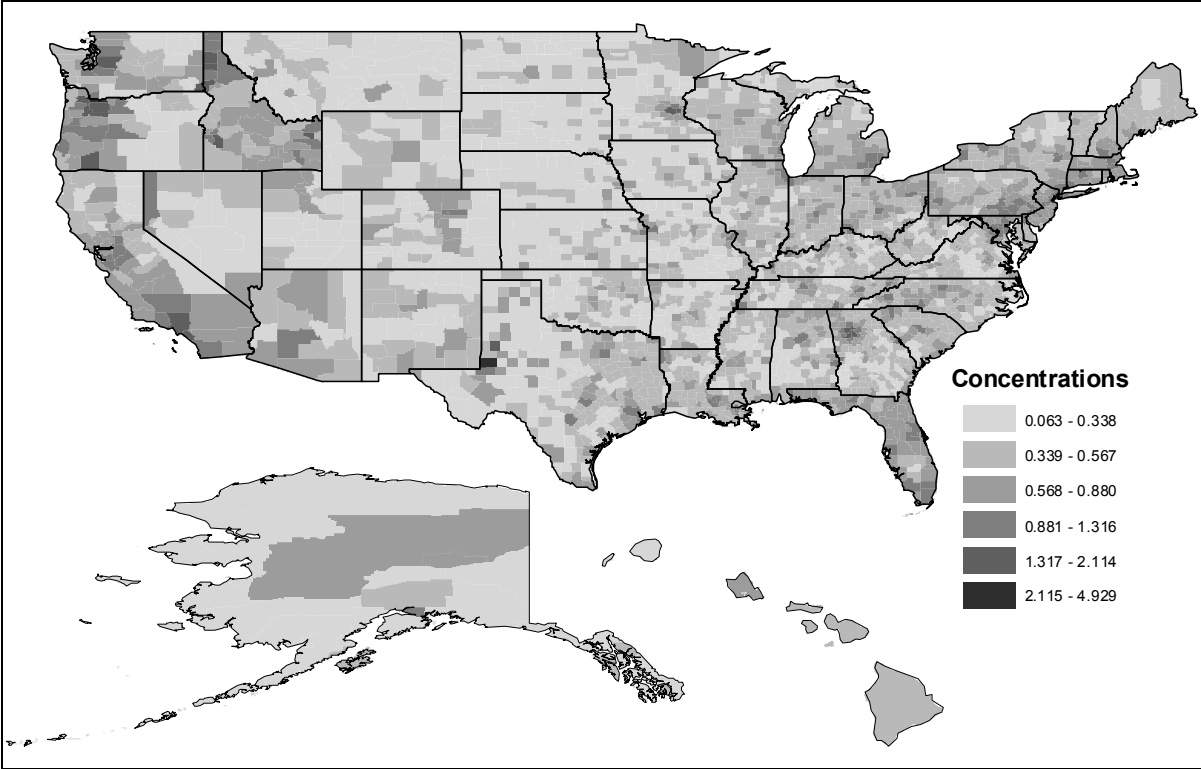 Concentrations
0.063 - 0.338
0.339 - 0.567
0.568 - 0.880
0.881 - 1.316
1.317 - 2.114
2.115 - 4.929